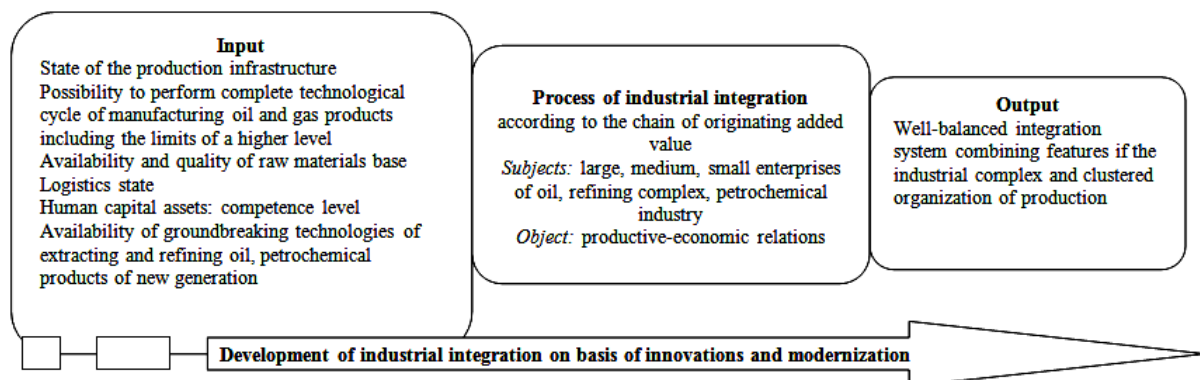 Input
State of the production infrastructure
Possibility to perform complete technological
cycle of manufacturing oil and gas products
including the limits of a higher level
Availability and quality of raw materials base
Logistics state
Human capital assets: competence level
Availability of groundbreaking technologies of
extracting and refining oil, petrochemical
products of new generation
Process of industrial integration
according to the chain of originating added
value
Subjects: large, medium, small enterprises
of oil, refining complex, petrochemical
industry
Object: productive-economic relations
Output
Well-balanced integration
system combining features if the
industrial complex and clustered
organization of production
Development of industrial integration on basis of innovations and modernization